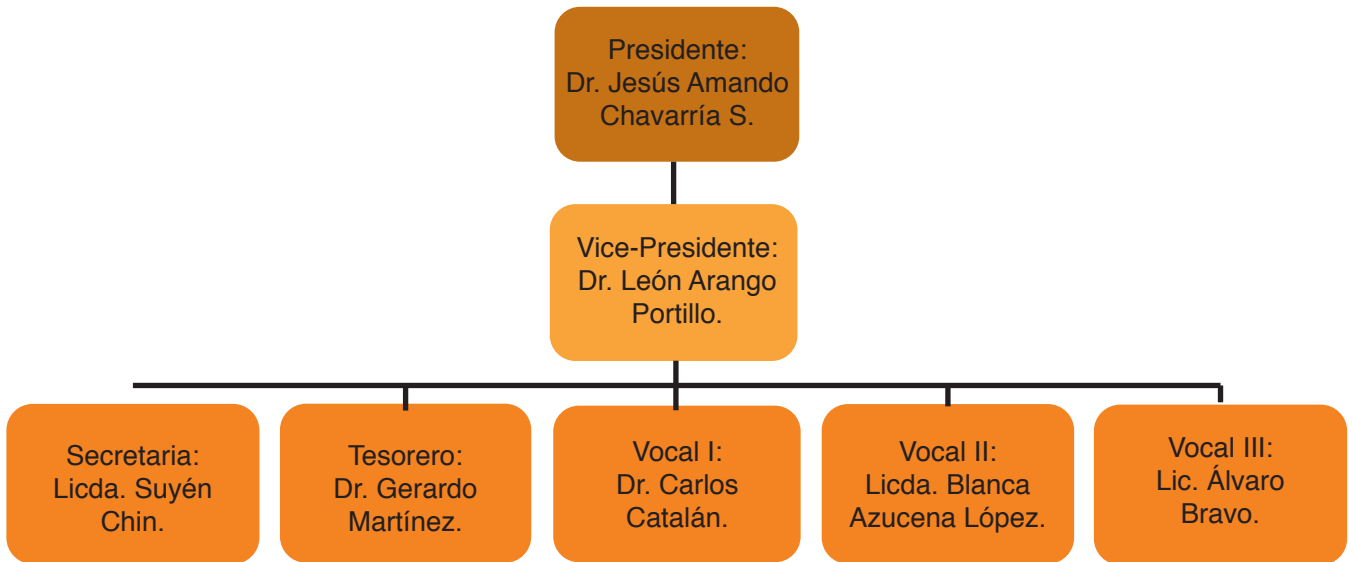 Presidente:
Dr. Jesús Amando
Chavarría S.
Vice-Presidente:
Dr. León Arango
Portillo.
Secretaria:
Licda. Suyén
Chin.
Tesorero:
Dr. Gerardo
Martínez.
Vocal I:
Dr. Carlos
Catalán.
Vocal II:
Licda. Blanca
Azucena López.
Vocal III:
Lic. Álvaro
Bravo.